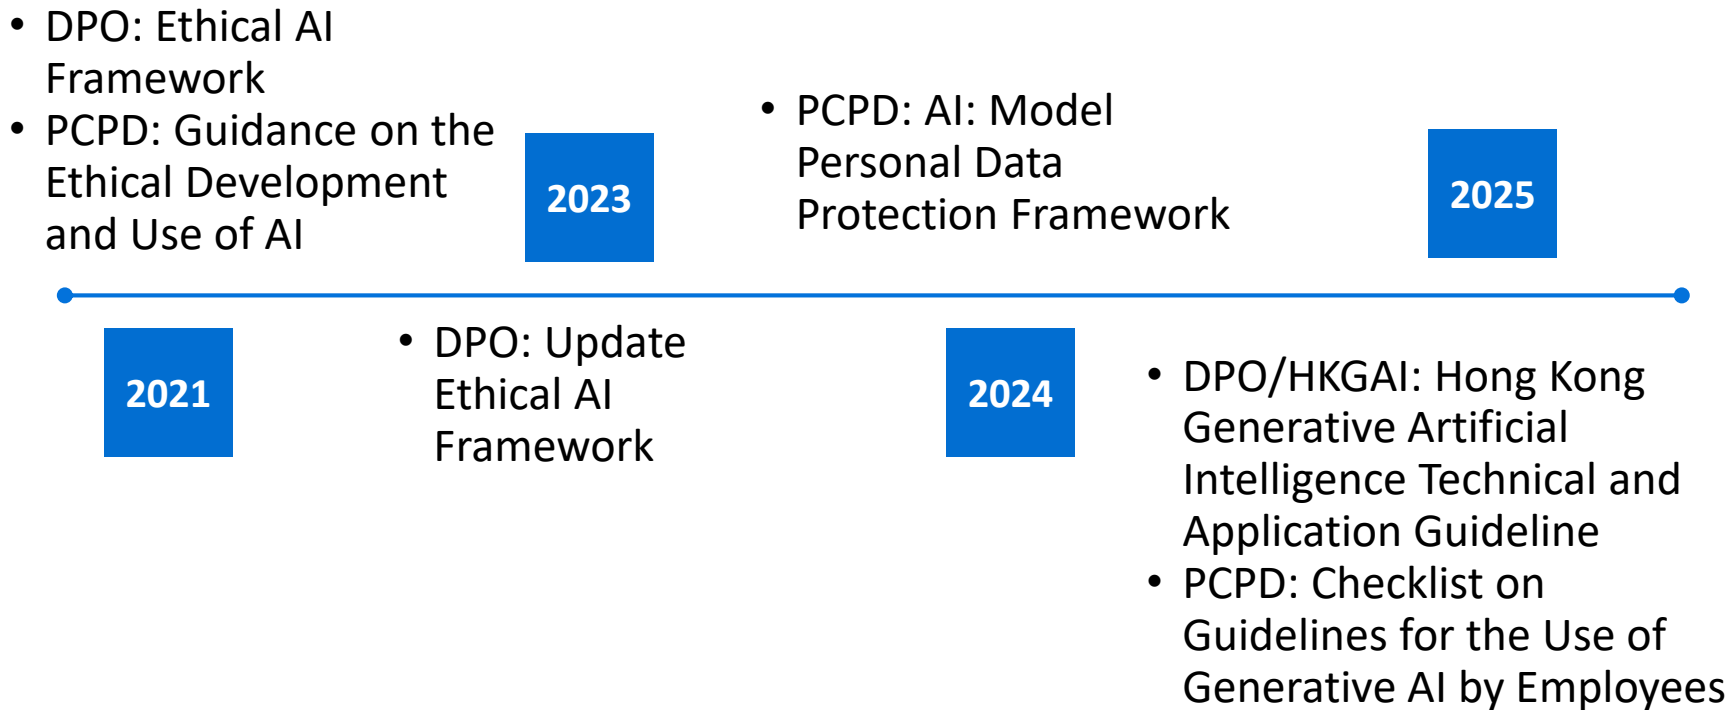 • DPO: Ethical AI
Framework
• PCPD: Guidance on the
Ethical Development
and Use of AI
2021
2023
• DPO: Update
Ethical AI
Framework
• PCPD: AI: Model
Personal Data
Protection Framework
2024
2025
• DPO/HKGAI: Hong Kong
Generative Artificial
Intelligence Technical and
Application Guideline
• PCPD: Checklist on
Guidelines for the Use of
Generative AI by Employees